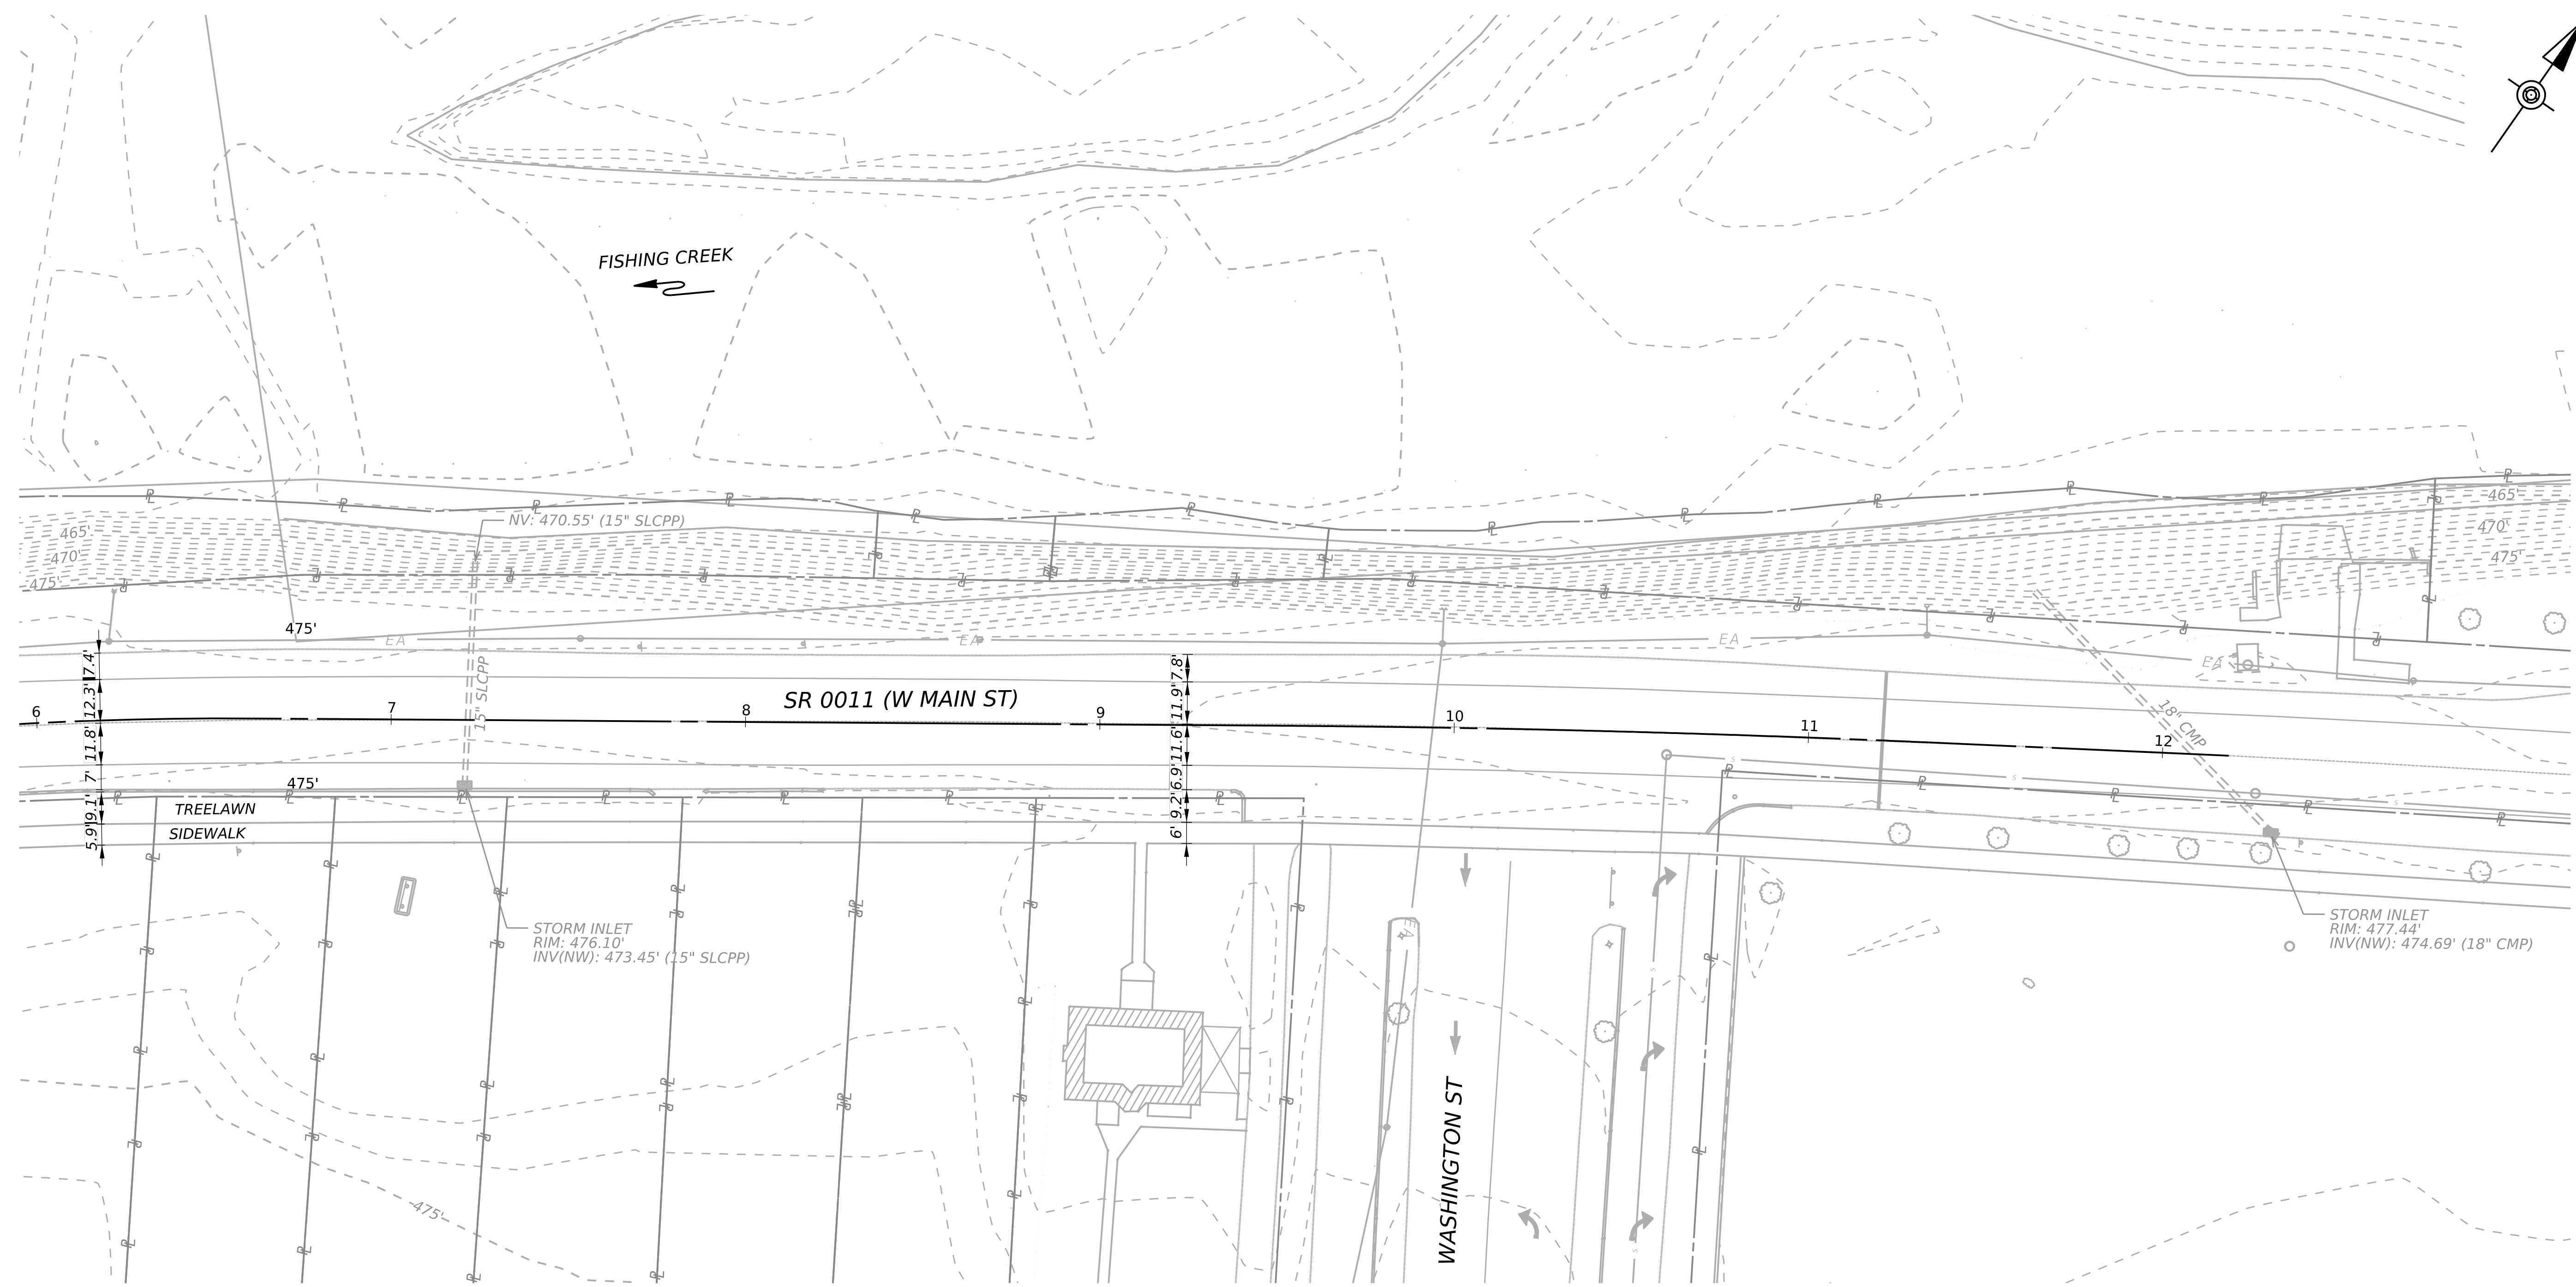 FISHING CREEK
465'
470'
475'
NV: 470.55' (15" SLCPP)
465'
470'
475'
475'
EA
EA
EA
EA
7.4'
12.3'
11.8'
7'
9.1'
5.9'
15" SLCPP
SR 0011 (W MAIN ST)
7.8'
11.9'
11.6'
6.9'
9.2'
6'
18" CMP
6
7
8
9
10
11
12
475'
TREELAWN
SIDEWALK
STORM INLET
RIM: 476.10'
INV(NW): 473.45' (15" SLCPP)
STORM INLET
RIM: 477.44'
INV(NW): 474.69' (18" CMP)
EA
WASHINGTON ST
475'